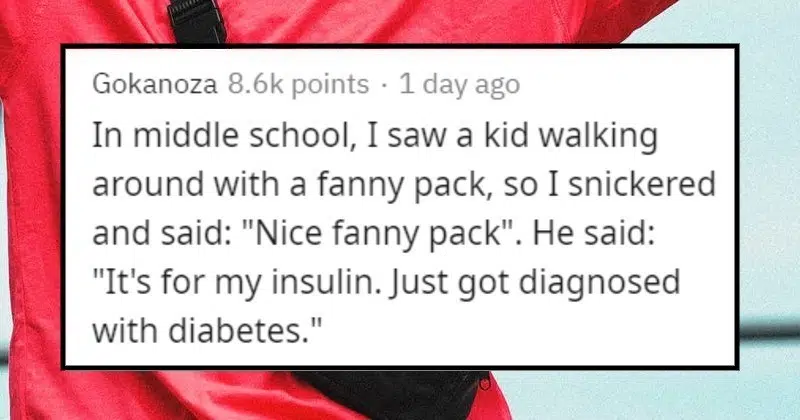 Gokanoza 8.6k points · 1 day ago
In middle school, I saw a kid walking
around with a fanny pack, so I snickered
and said: "Nice fanny pack". He said:
"It's for my insulin. Just got diagnosed
with diabetes."